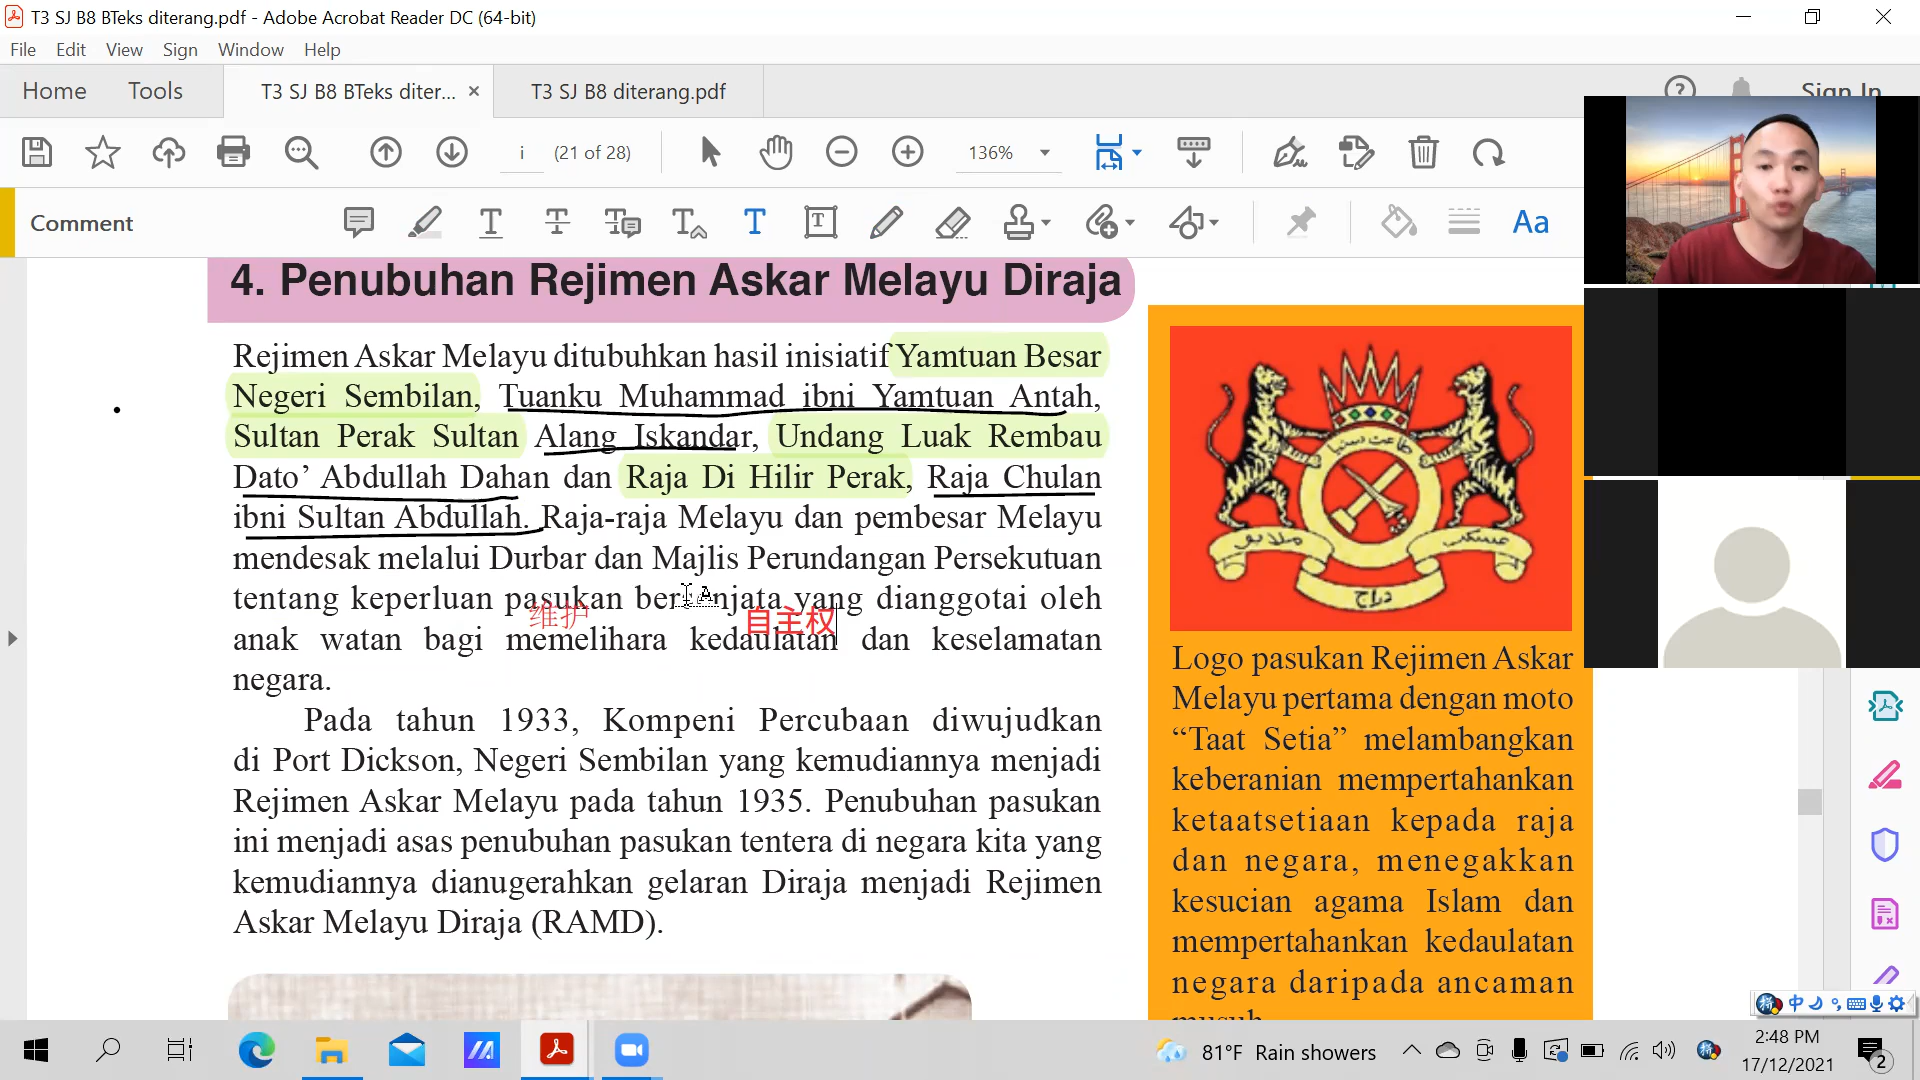 T3 SJ B8 BTeks diterang.pdf - Adobe Acrobat Reader DC (64-bit)
File Edit View Sign Window Help
Home Tools T3 SJ B8 BTeks diter... × T3 SJ B8 diterang.pdf Sign In
i (21 of 28) 136%
Comment
Aa
4. Penubuhan Rejimen Askar Melayu Diraja
Rejimen Askar Melayu ditubuhkan hasil inisiatif Yamtuan Besar
Negeri Sembilan, Tuanku Muhammad ibni Yamtuan Antah,
Sultan Perak Sultan Alang Iskandar, Undang Luak Rembau
Dato’ Abdullah Dahan dan Raja Di Hilir Perak, Raja Chulan
ibni Sultan Abdullah. Raja-raja Melayu dan pembesar Melayu
mendesak melalui Durbar dan Majlis Perundangan Persekutuan
tentang keperluan pasukan bersenjata yang dianggotai oleh
维护 自主权
anak watan bagi memelihara kedaulatan dan keselamatan
negara.
Pada tahun 1933, Kompeni Percubaan diwujudkan
di Port Dickson, Negeri Sembilan yang kemudiannya menjadi
Rejimen Askar Melayu pada tahun 1935. Penubuhan pasukan
ini menjadi asas penubuhan pasukan tentera di negara kita yang
kemudiannya dianugerahkan gelaran Diraja menjadi Rejimen
Askar Melayu Diraja (RAMD).
دراج
Logo pasukan Rejimen Askar
Melayu pertama dengan moto
“Taat Setia” melambangkan
keberanian mempertahankan
ketaatsetiaan kepada raja
dan negara, menegakkan
kesucian agama Islam dan
mempertahankan kedaulatan
negara daripada ancaman
musuh
中
81°F Rain showers
2:48 PM
17/12/2021
2